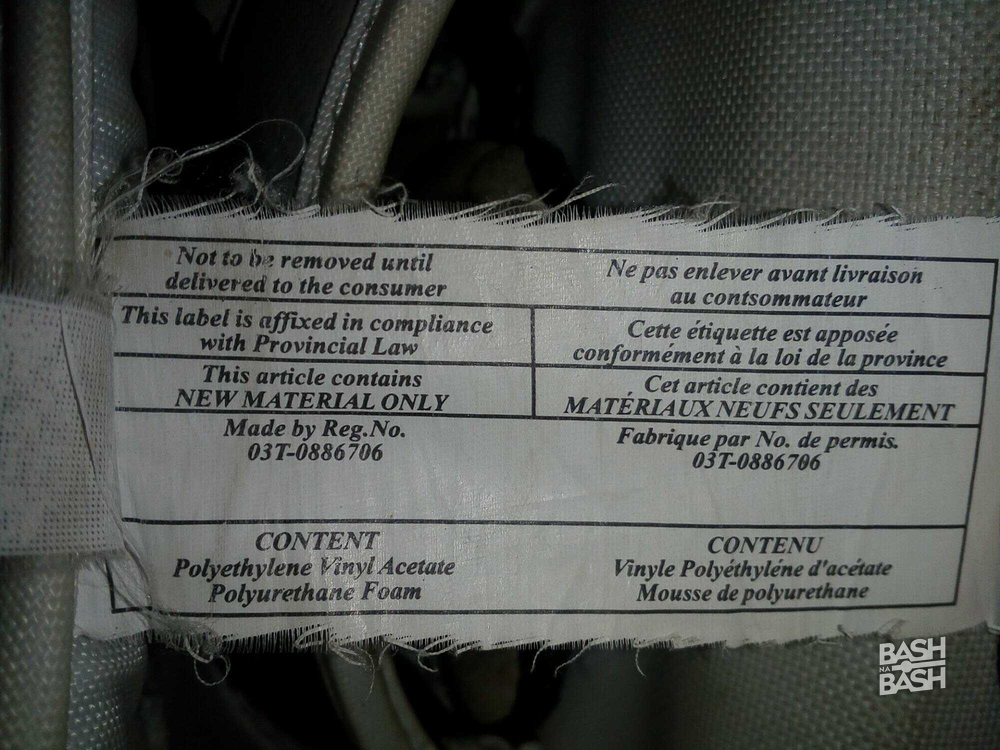 Not to be removed until
delivered to the consumer
Ne pas enlever avant livraison
au contsommateur
This label is affixed in compliance
with Provincial Law
Cette étiquette est apposée
conformément à la loi de la province
This article contains
NEW MATERIAL ONLY
Cet article contient des
MATÉRIAUX NEUFS SEULEMENT
Made by Reg.No.
03T-0886706
Fabrique par No. de permis.
03T-0886706
CONTENT
Polyethylene Vinyl Acetate
Polyurethane Foam
CONTENU
Vinyle Polyéthyléne d'acétate
Mousse de polyurethane
BASH
NA
BASH